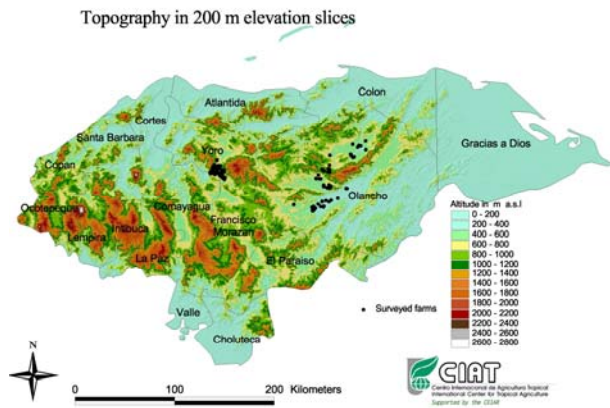 Topography in 200 m elevation slices
Colon
Atlantida
Cortes
Santa Barbara
Yoro
Gracias a Dios
Copan
Olancho
Ocotepeque
Comayagua
Francisco
Morazan
Intibuca
Lempira
La Paz
El Paraiso
Valle
Choluteca
Altitude in m a.s.l
0 - 200
200 - 400
400 - 600
600 - 800
800 - 1000
1000 - 1200
1200 - 1400
1400 - 1600
1600 - 1800
1800 - 2000
2000 - 2200
2200 - 2400
2400 - 2600
2600 - 2800
Surveyed farms
N
0 100 200 Kilometers
CIAT
Centro Internacional de Agricultura Tropical
International Center for Tropical Agriculture
Supported by the CGIAR